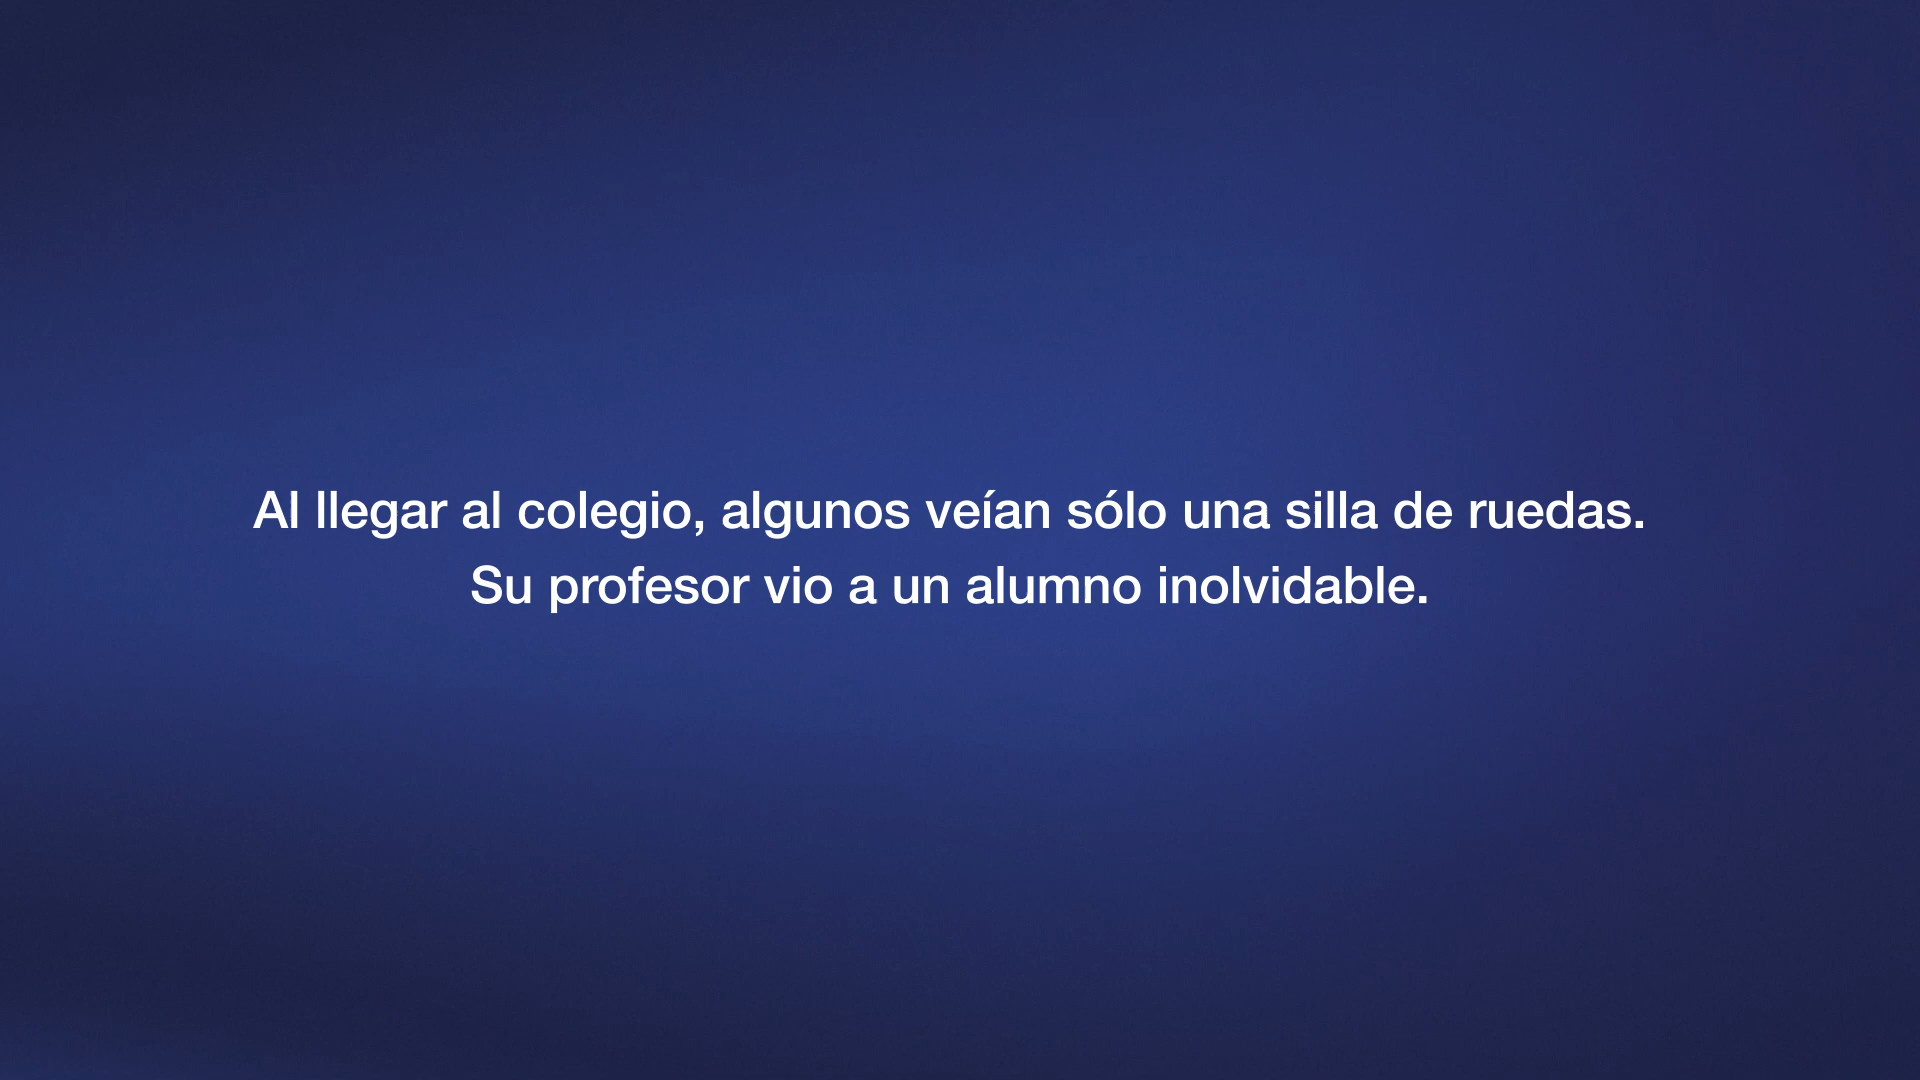 Al llegar al colegio, algunos veían sólo una silla de ruedas.
Su profesor vio a un alumno inolvidable.